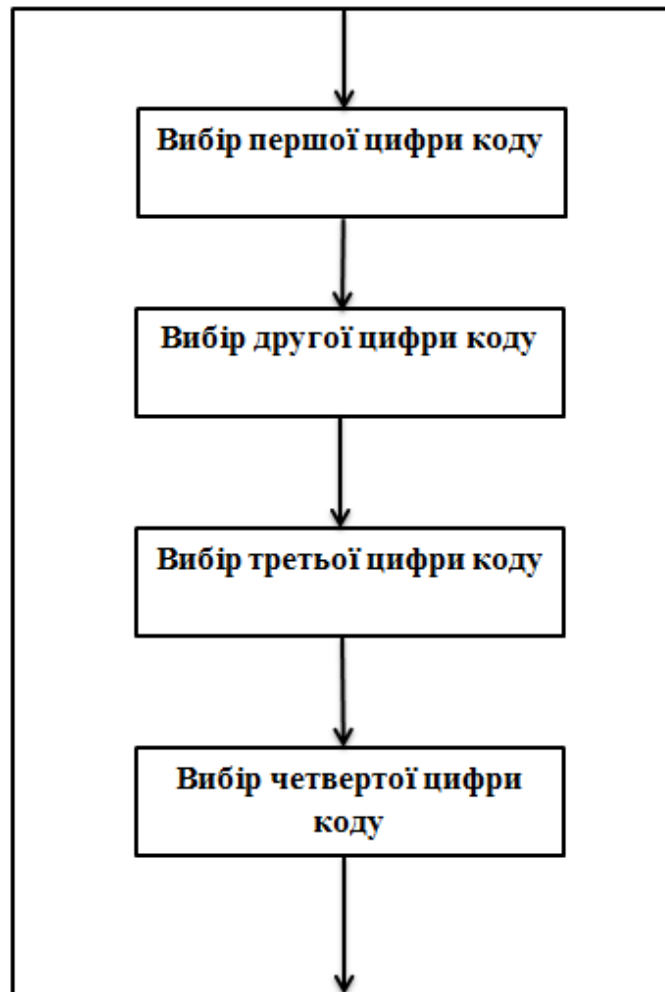 Вибір першої цифри коду
Вибір другої цифри коду
Вибір третьої цифри коду
Вибір четвертої цифри
коду